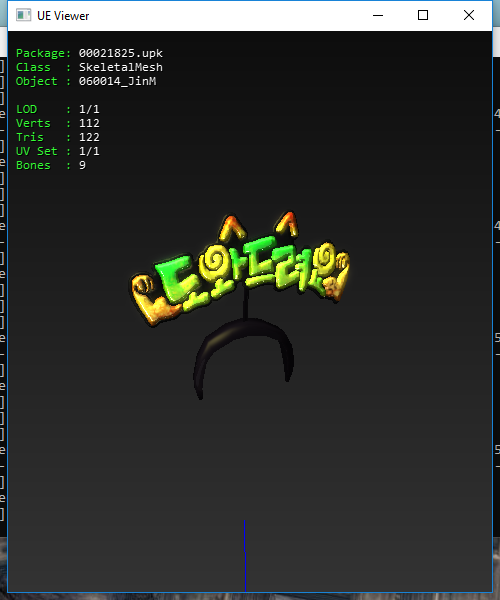 UE Viewer
Package: 00021825.upk
Class : SkeletalMesh
Object : 060014_JinM
LOD : 1/1
Verts : 112
Tris : 122
UV Set : 1/1
Bones : 9
도와드려요